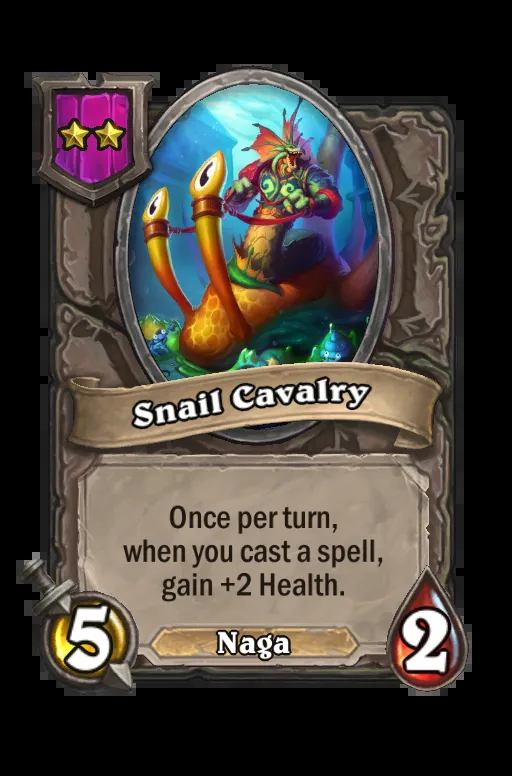 Snail Cavalry
Once per turn,
when you cast a spell,
gain +2 Health.
5
Naga
2